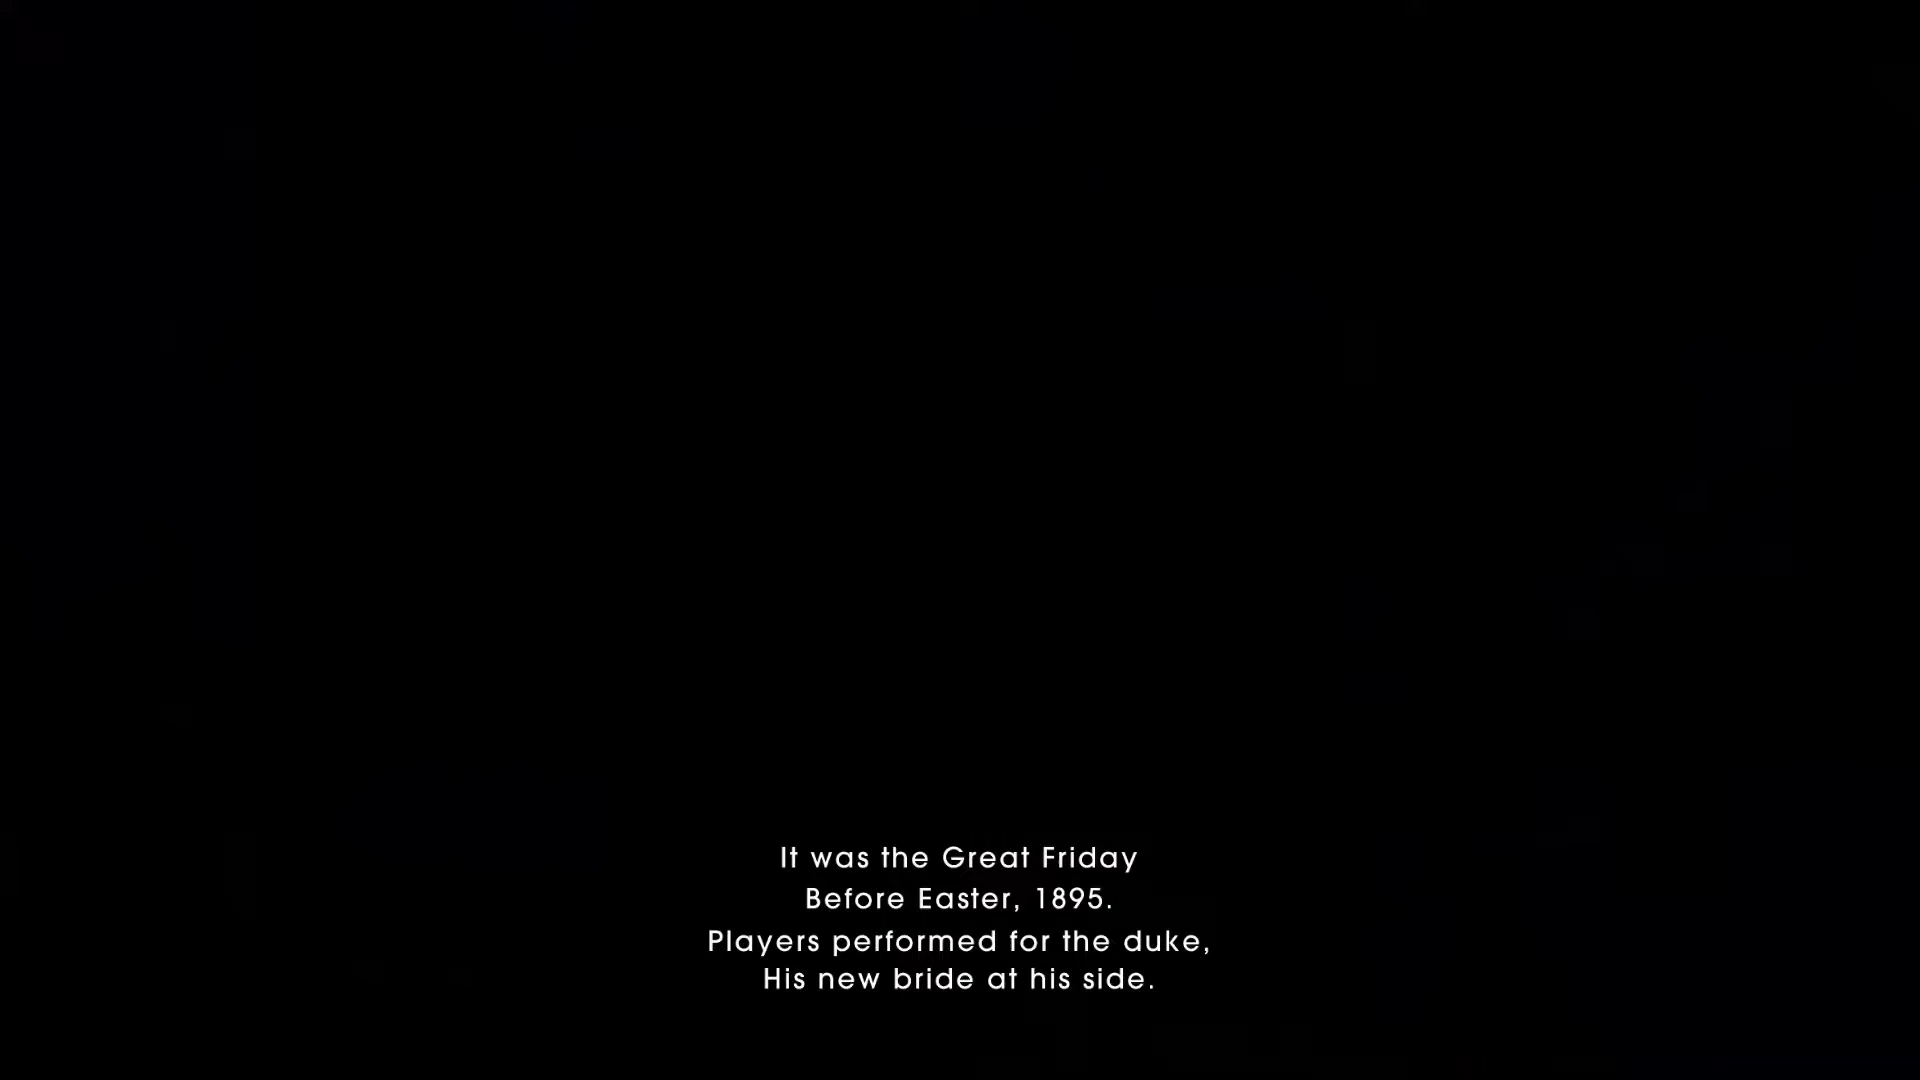 It was the Great Friday
Before Easter, 1895.
Players performed for the duke,
His new bride at his side.